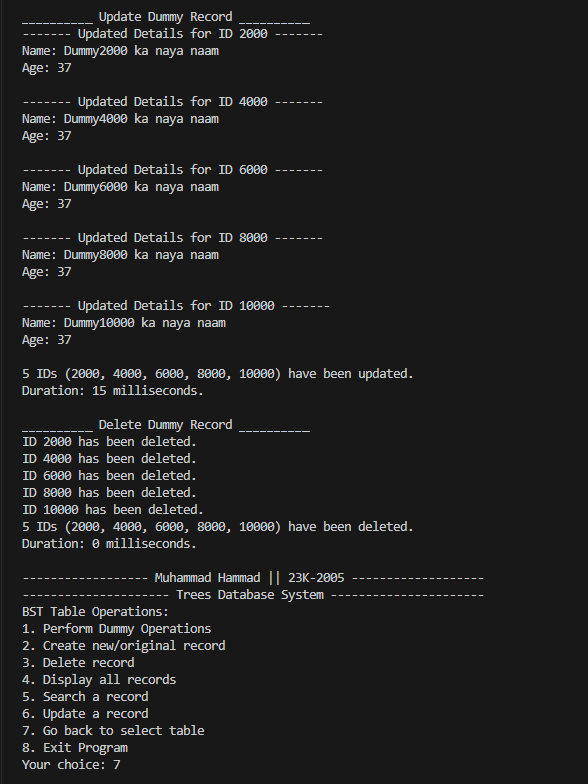 __________ Update Dummy Record __________
------- Updated Details for ID 2000 -------
Name: Dummy2000 ka naya naam
Age: 37
------- Updated Details for ID 4000 -------
Name: Dummy4000 ka naya naam
Age: 37
------- Updated Details for ID 6000 -------
Name: Dummy6000 ka naya naam
Age: 37
------- Updated Details for ID 8000 -------
Name: Dummy8000 ka naya naam
Age: 37
------- Updated Details for ID 10000 -------
Name: Dummy10000 ka naya naam
Age: 37
5 IDs (2000, 4000, 6000, 8000, 10000) have been updated.
Duration: 15 milliseconds.
__________ Delete Dummy Record __________
ID 2000 has been deleted.
ID 4000 has been deleted.
ID 6000 has been deleted.
ID 8000 has been deleted.
ID 10000 has been deleted.
5 IDs (2000, 4000, 6000, 8000, 10000) have been deleted.
Duration: 0 milliseconds.
------------------ Muhammad Hammad || 23K-2005 -------------------
--------------------- Trees Database System ----------------------
BST Table Operations:
1. Perform Dummy Operations
2. Create new/original record
3. Delete record
4. Display all records
5. Search a record
6. Update a record
7. Go back to select table
8. Exit Program
Your choice: 7